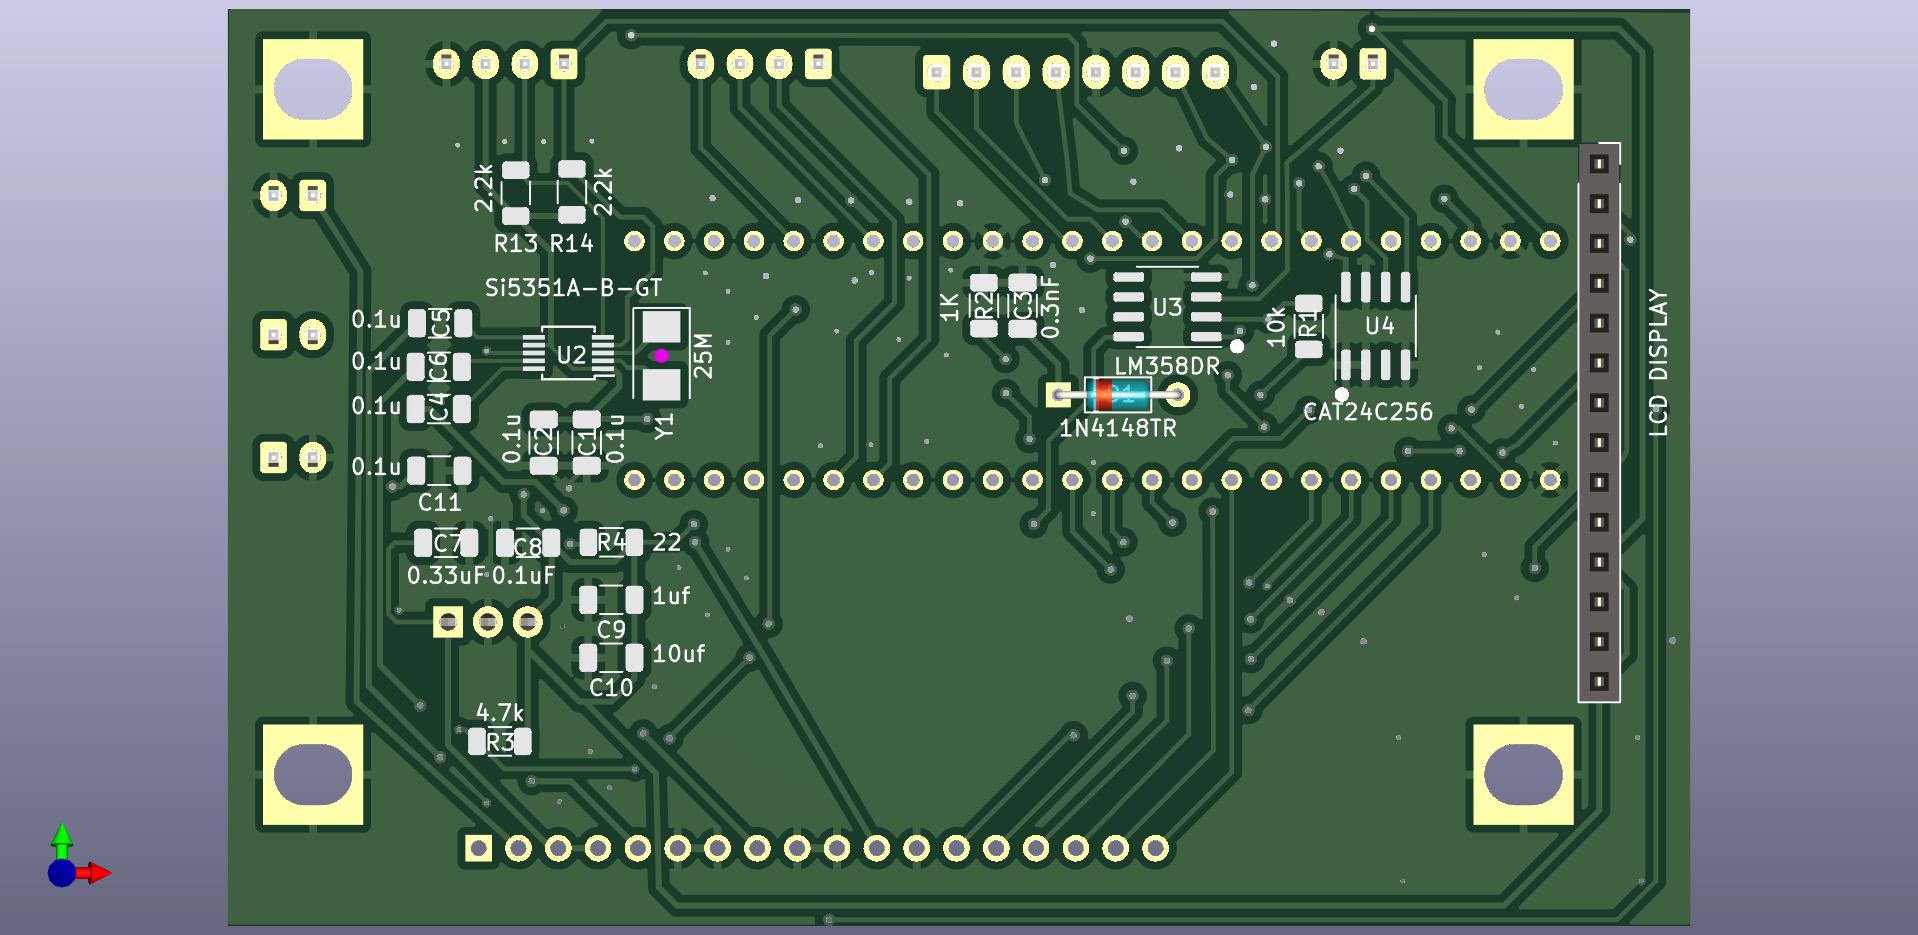 2.2k
2.2k
R13 R14
Si5351A-B-GT
0.1u
C5
U2
25M
0.1u
C6
0.1u
C4
Y1
0.1u
C2
C1
0.1u
0.1u
C11
1K
R2
C3
0.3nF
U3
LM358DR
10k
R1
U4
CAT24C256
D1
1N4148TR
LCD DISPLAY
C7
C8
R4
22
0.33uF
0.1uF
1uf
C9
10uf
C10
4.7k
R3